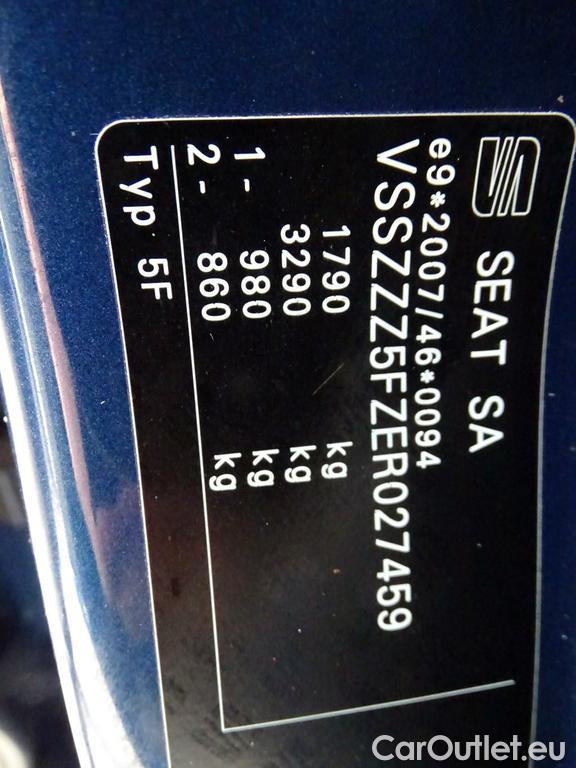 SEAT SA
e9*2007/46*0094
VSSZZZ5FZER027459
1790 kg
3290 kg
1- 980 kg
2- 860 kg
Typ 5F
CarOutlet.eu